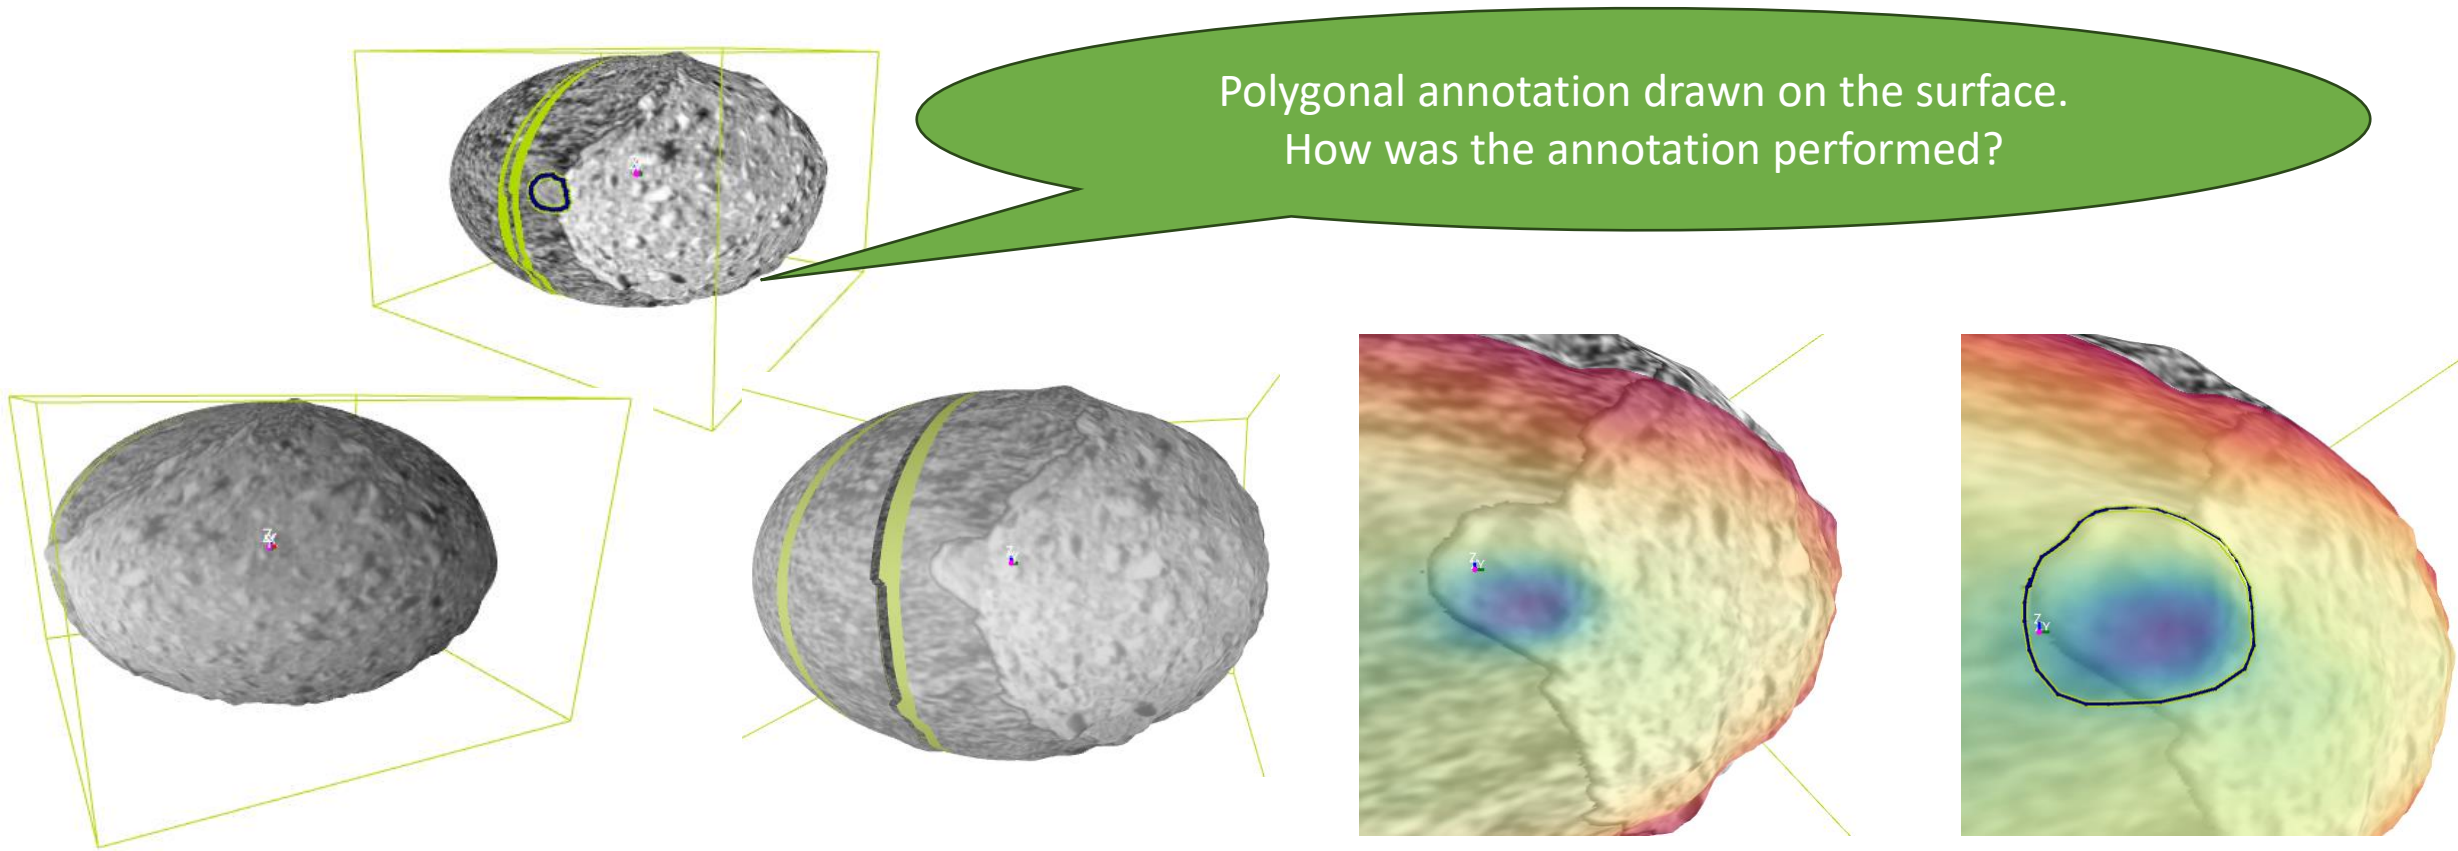 Polygonal annotation drawn on the surface.
How was the annotation performed?
Z
Y
Z
Y